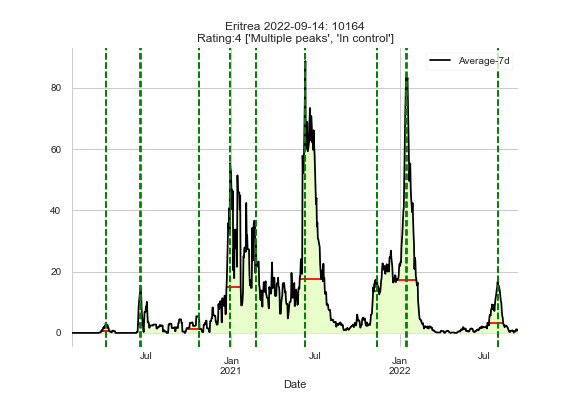 Eritrea 2022-09-14: 10164
Rating:4 ['Multiple peaks', 'In control']
Average-7d
80
60
40
20
0
Jul
Jan
2021
Jul
Jan
2022
Jul
Date